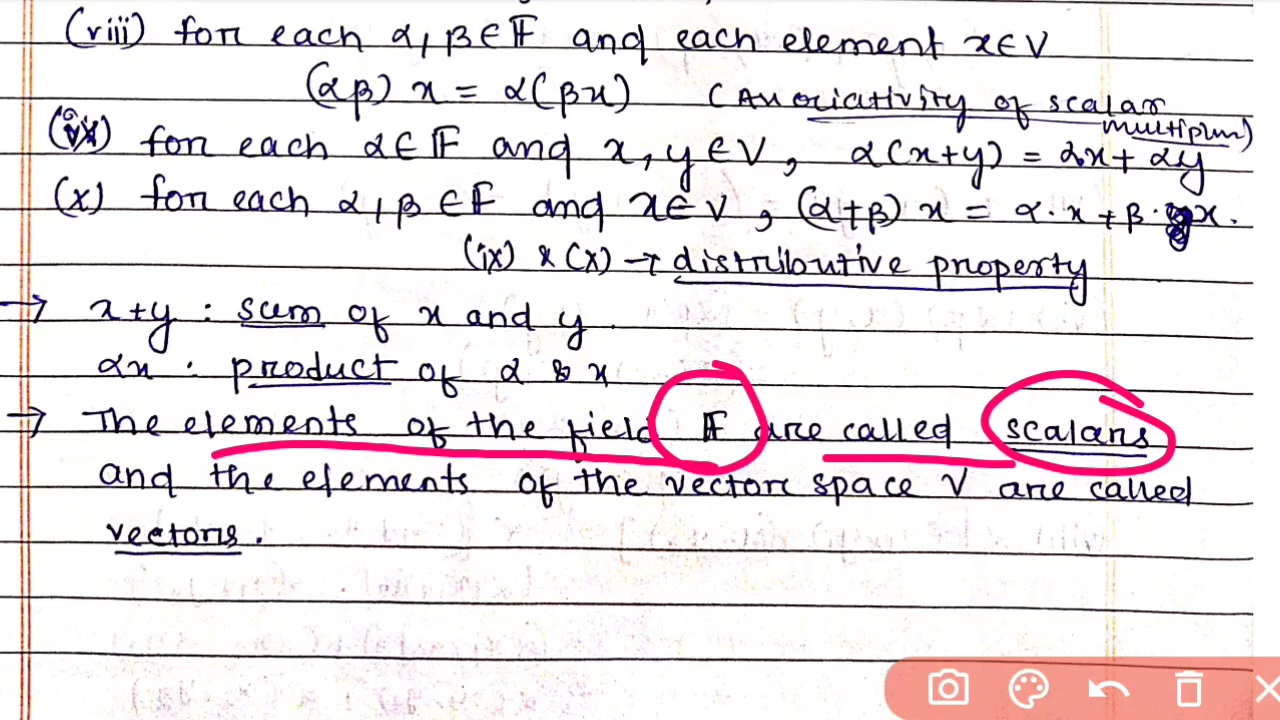 (viii) for each α, β ∈ 𝔽 and each element x ∈ V
(αβ) x = α(βx) (Associativity of scalar
multiplin)
(ix) for each α ∈ 𝔽 and x, y ∈ V, α(x+y) = αx + αy
(x) for each α, β ∈ 𝔽 and x ∈ V, (α+β) x = α·x + β·x.
(ix) & (x) → distributive property
→ x+y : sum of x and y
αx : product of α & x
→ The elements of the field 𝔽 are called scalars
and the elements of the vector space V are called
vectors.